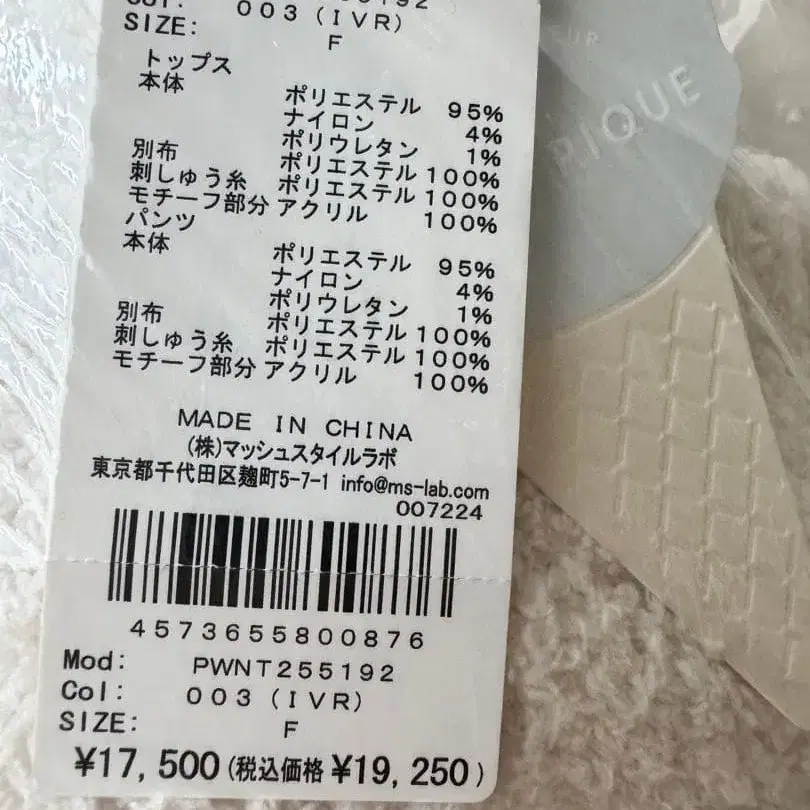 SIZE: F
トップス
本体
ポリエステル 95%
ナイロン 4%
ポリウレタン 1%
別布 ポリエステル 100%
刺しゅう糸 ポリエステル 100%
モチーフ部分 アクリル 100%
パンツ
本体
ポリエステル 95%
ナイロン 4%
ポリウレタン 1%
別布 ポリエステル 100%
刺しゅう糸 ポリエステル 100%
モチーフ部分 アクリル 100%
MADE IN CHINA
(株)マッシュスタイルラボ
東京都千代田区麹町5-7-1 info@ms-lab.com
007224
4573655800876
Mod: PWNT255192
Col: 003 (IVR)
SIZE: F
¥17,500 (税込価格 ¥19,250)
PIQUE